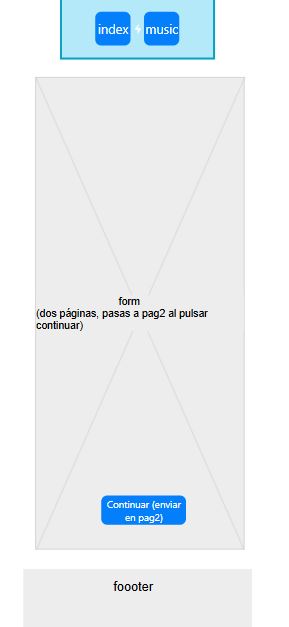 index music
form
(dos páginas, pasas a pag2 al pulsar
continuar)
Continuar (enviar
en pag2)
foooter